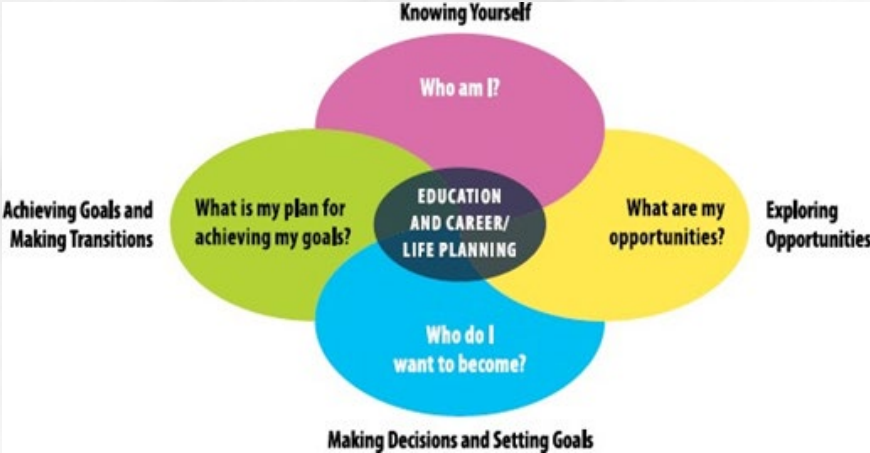 Knowing Yourself
Who am I?
Achieving Goals and
Making Transitions
What is my plan for
achieving my goals?
EDUCATION
AND CAREER/
LIFE PLANNING
What are my
opportunities?
Exploring
Opportunities
Who do I
want to become?
Making Decisions and Setting Goals